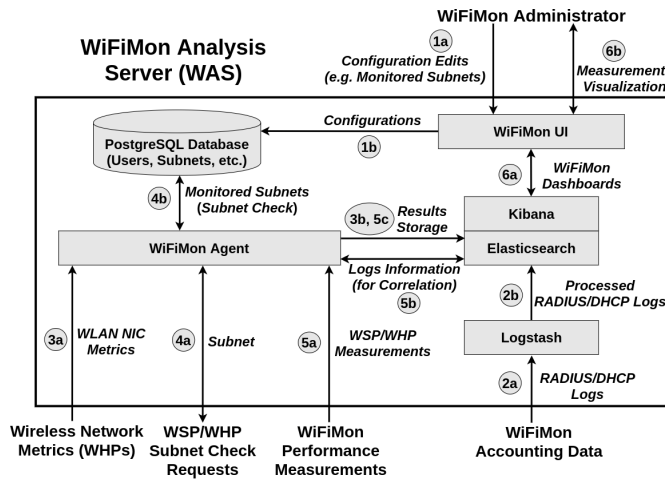 WiFiMon Administrator
WiFiMon Analysis
Server (WAS)
1a
Configuration Edits
(e.g. Monitored Subnets)
6b
Measurement
Visualization
PostgreSQL Database
(Users, Subnets, etc.)
Configurations
1b
WiFiMon UI
4b
Monitored Subnets
(Subnet Check)
6a
WiFiMon
Dashboards
3b, 5c
Results
Storage
Kibana
WiFiMon Agent
Elasticsearch
Logs Information
(for Correlation)
5b
2b
Processed
RADIUS/DHCP Logs
3a
WLAN NIC
Metrics
4a
Subnet
5a
WSP/WHP
Measurements
Logstash
2a
RADIUS/DHCP
Logs
Wireless Network
Metrics (WHPs)
WSP/WHP
Subnet Check
Requests
WiFiMon
Performance
Measurements
WiFiMon
Accounting Data